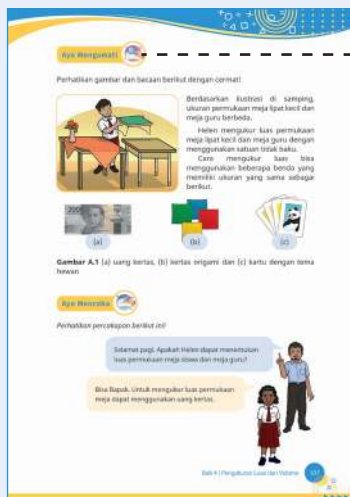 Ayo Mengamati
Perhatikan gambar dan bacaan berikut dengan cermat!
Berdasarkan ilustrasi di samping,
ukuran permukaan meja lipat kecil dan
meja guru berbeda.
Helen mengukur luas permukaan
meja lipat kecil dan meja guru dengan
menggunakan satuan tidak baku.
Cara mengukur luas bisa
menggunakan beberapa benda yang
memiliki ukuran yang sama sebagai
berikut.
(a)
(b)
(c)
Gambar A.1 (a) uang kertas, (b) kertas origami dan (c) kartu dengan tema
hewan
Ayo Mencoba
Perhatikan percakapan berikut ini!
Selamat pagi, Apakah Helen dapat menentukan
luas permukaan meja siswa dan meja guru?
Bisa Bapak. Untuk mengukur luas permukaan
meja dapat menggunakan uang kertas.
Bab 4 | Pengukuran Luas dan Volume